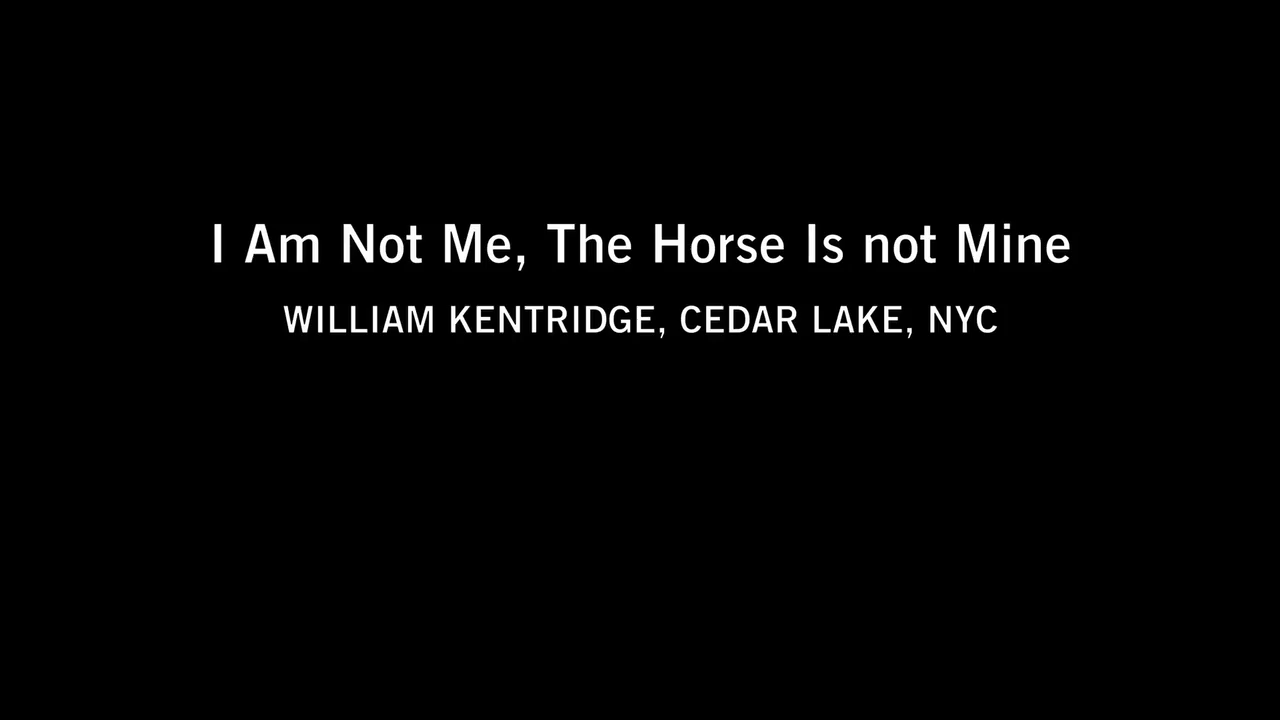 I Am Not Me, The Horse Is not Mine
WILLIAM KENTRIDGE, CEDAR LAKE, NYC